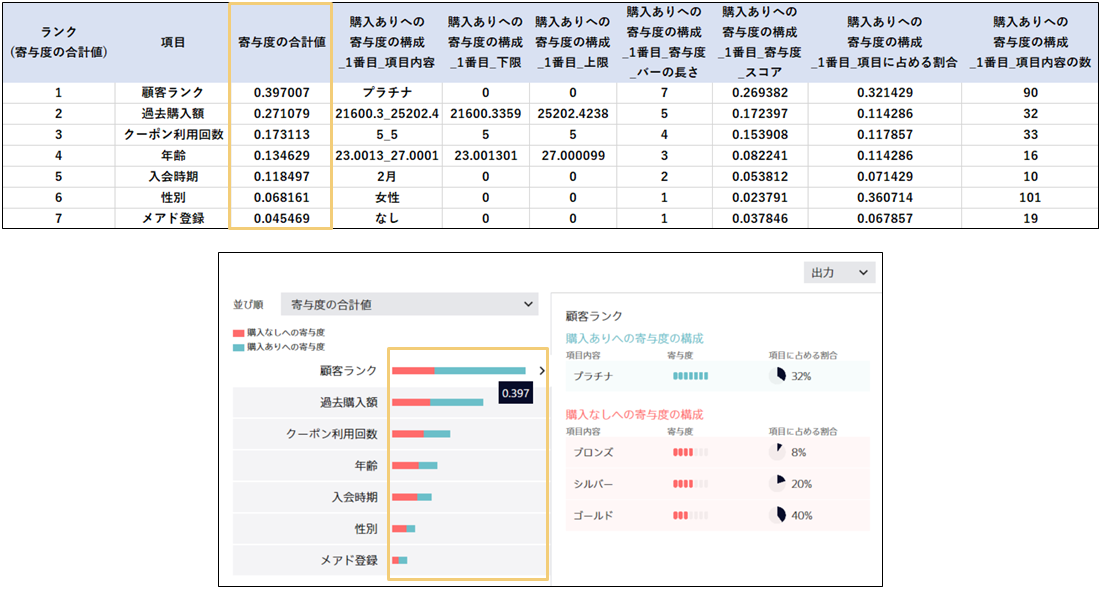 ランク
(寄与度の合計値)
項目
寄与度の合計値
購入ありへの
寄与度の構成
_1番目_項目内容
購入ありへの
寄与度の構成
_1番目_下限
購入ありへの
寄与度の構成
_1番目_上限
購入ありへの
寄与度の構成
_1番目_寄与度
_バーの長さ
購入ありへの
寄与度の構成
_1番目_寄与度
_スコア
購入ありへの
寄与度の構成
_1番目_項目に占める割合
購入ありへの
寄与度の構成
_1番目_項目内容の数
1 顧客ランク 0.397007 プラチナ 0 0 7 0.269382 0.321429 90
2 過去購入額 0.271079 21600.3_25202.4 21600.3359 25202.4238 5 0.172397 0.114286 32
3 クーポン利用回数 0.173113 5_5 5 5 4 0.153908 0.117857 33
4 年齢 0.134629 23.0013_27.0001 23.001301 27.000099 3 0.082241 0.114286 16
5 入会時期 0.118497 2月 0 0 2 0.053812 0.071429 10
6 性別 0.068161 女性 0 0 1 0.023791 0.360714 101
7 メアド登録 0.045469 なし 0 0 1 0.037846 0.067857 19
出力
並び順 寄与度の合計値
購入なしへの寄与度
購入ありへの寄与度
顧客ランク
0.397
過去購入額
クーポン利用回数
年齢
入会時期
性別
メアド登録
顧客ランク
購入ありへの寄与度の構成
項目内容 寄与度 項目に占める割合
プラチナ 32%
購入なしへの寄与度の構成
項目内容 寄与度 項目に占める割合
ブロンズ 8%
シルバー 20%
ゴールド 40%